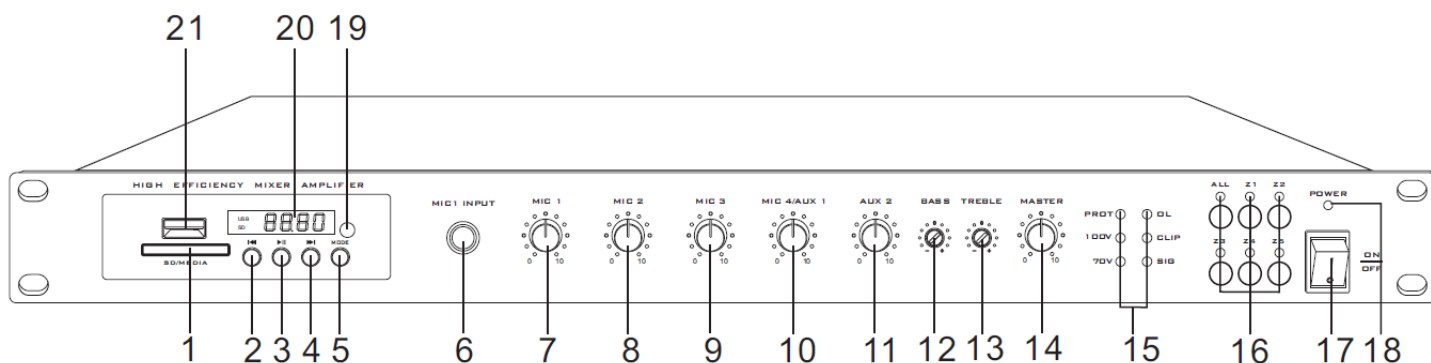 21 20 19
HIGH EFFICIENCY MIXER AMPLIFIER
USB
SD
88:80
SD/MEDIA
MODE
MIC1 INPUT
MIC 1
0 10
MIC 2
0 10
MIC 3
0 10
MIC 4/AUX 1
0 10
AUX 2
0 10
BASS
- +
TREBLE
- +
MASTER
0 10
PROT OL
100V CLIP
70V SIG
ALL Z1 Z2
Z3 Z4 Z5
POWER
ON
OFF
1 2 3 4 5 6 7 8 9 10 11 12 13 14 15 16 17 18